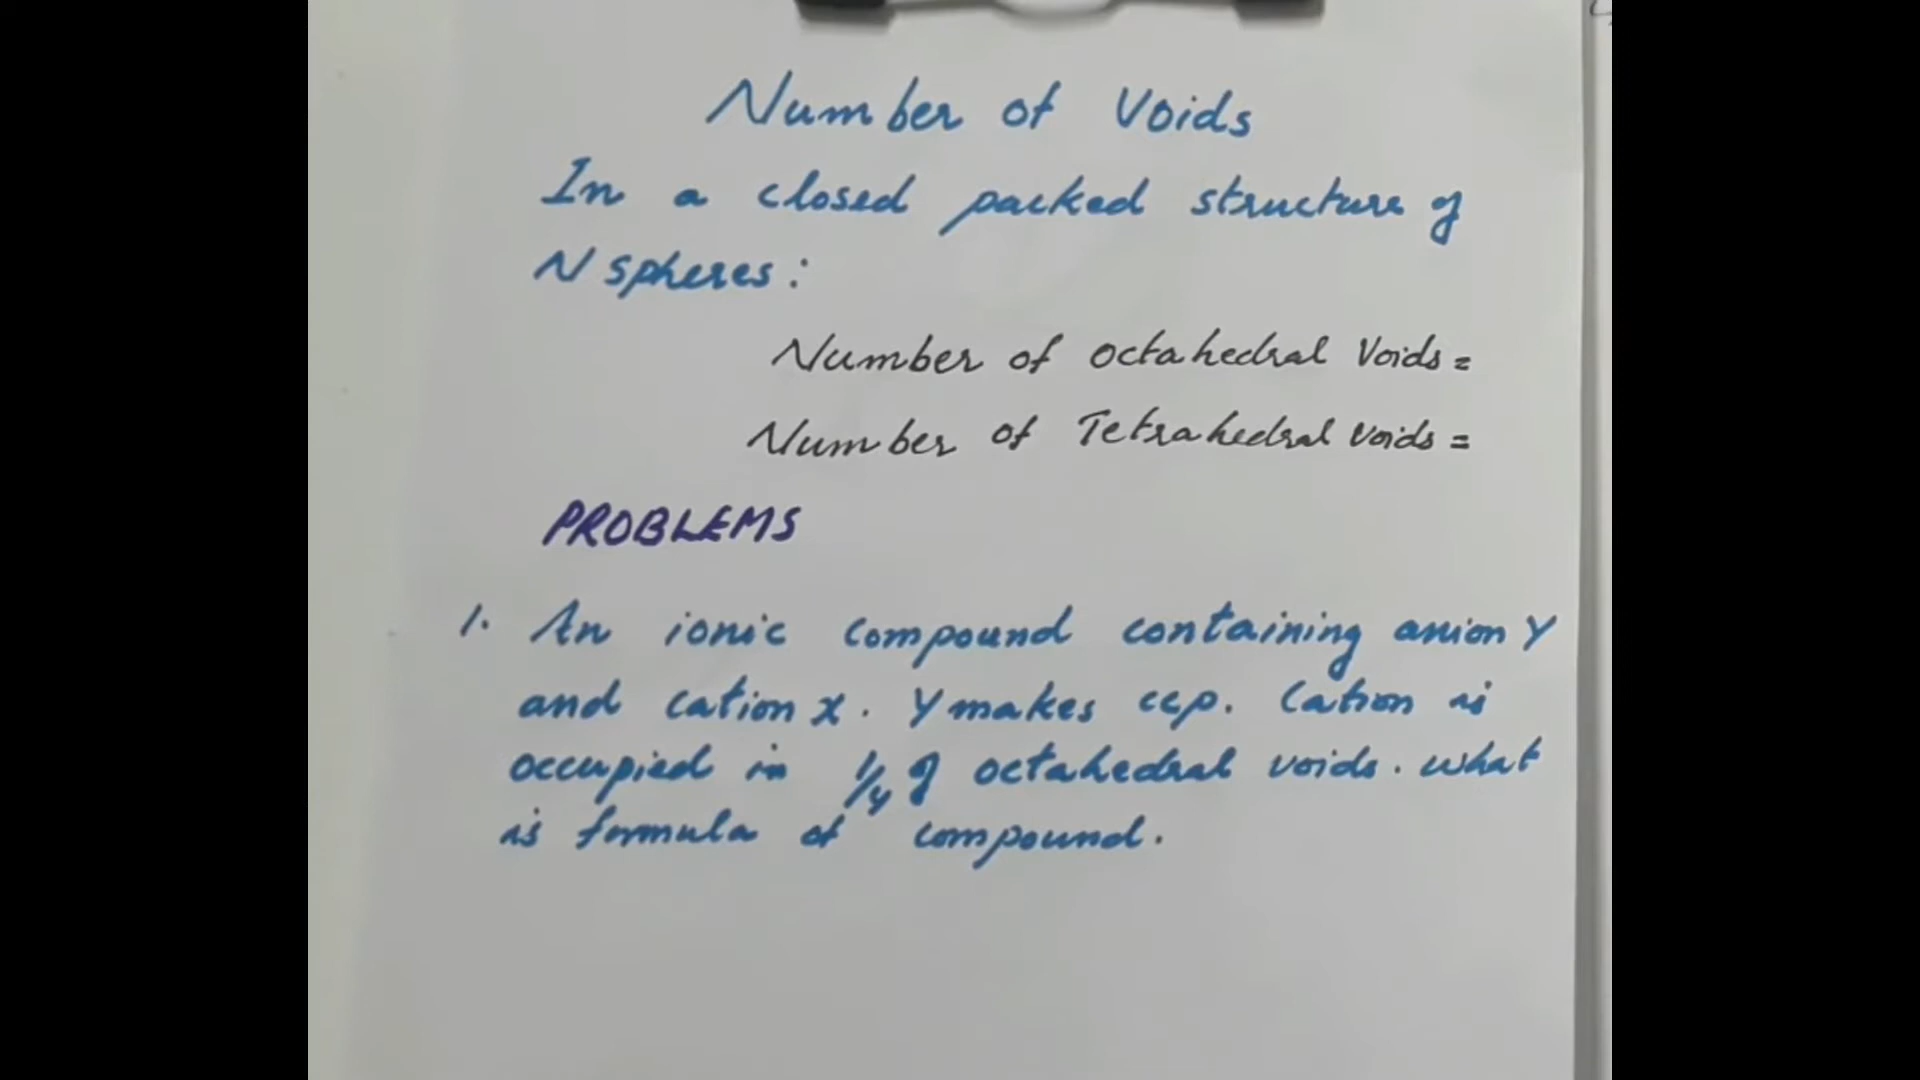 Number of Voids
In a closed packed structure of
N spheres:
Number of octahedral Voids=
Number of Tetrahedral voids=
PROBLEMS
1. An ionic compound containing anion Y
and cation x. Y makes ccp. Cation is
occupied in 1/4 of octahedral voids. what
is formula of compound.